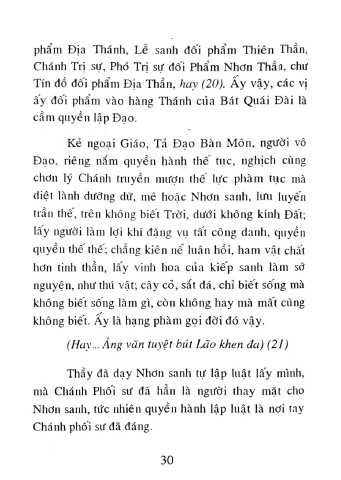 phẩm Địa Thánh, Lễ sanh đối phẩm Thiên Thần,
Chánh Trị sự, Phó Trị sự đối Phẩm Nhơn Thần, chư
Tín đồ đối phẩm Địa Thần, hay (20). Ấy vậy, các vị
ấy đối phẩm vào hàng Thánh của Bát Quái Đài là
cầm quyền lập Đạo.
Kẻ ngoại Giáo, Tả Đạo Bàn Môn, người vô
Đạo, riêng nắm quyền hành thế tục, nghịch cùng
chơn lý Chánh truyền mượn thế lực phàm tục mà
diệt lành dưỡng dữ, mê hoặc Nhơn sanh, lưu luyến
trần thế, trên không biết Trời, dưới không kính Đất;
lấy người làm lợi khí đặng vụ tất công danh, quyền
quyền thế thế; chẳng kiên nể luân hồi, ham vật chất
hơn tinh thần, lấy vinh hoa của kiếp sanh làm sở
nguyện, như thú vật; cây cỏ, sắt đá, chỉ biết sống mà
không biết sống làm gì, còn không hay mà mất cũng
không biết. Ấy là hạng phàm gọi đời đó vậy.
(Hay... Áng văn tuyệt bút Lão khen đa) (21)
Thầy đã dạy Nhơn sanh tự lập luật lấy mình,
mà Chánh Phối sư đã hẳn là người thay mặt cho
Nhơn sanh, tức nhiên quyền hành lập luật là nơi tay
Chánh phối sư đã đáng.
30